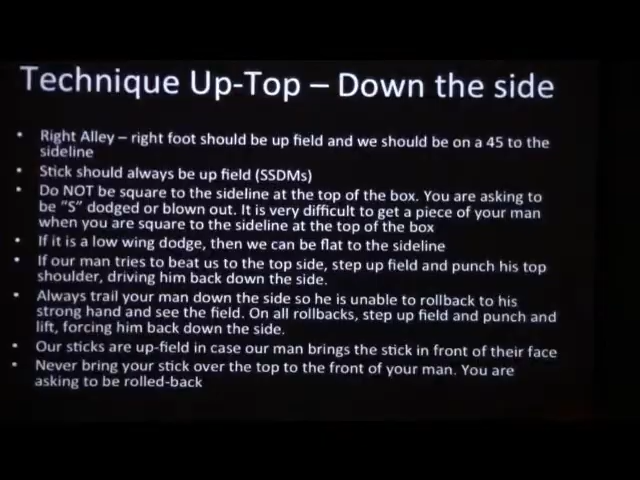 Technique Up-Top – Down the side
• Right Alley – right foot should be up field and we should be on a 45 to the
sideline
• Stick should always be up field (SSDMs)
• Do NOT be square to the sideline at the top of the box. You are asking to
be "S" dodged or blown out. It is very difficult to get a piece of your man
when you are square to the sideline at the top of the box
• If it is a low wing dodge, then we can be flat to the sideline
• If our man tries to beat us to the top side, step up field and punch his top
shoulder, driving him back down the side.
• Always trail your man down the side so he is unable to rollback to his
strong hand and see the field. On all rollbacks, step up field and punch and
lift, forcing him back down the side.
• Our sticks are up-field in case our man brings the stick in front of their face
• Never bring your stick over the top to the front of your man. You are
asking to be rolled-back